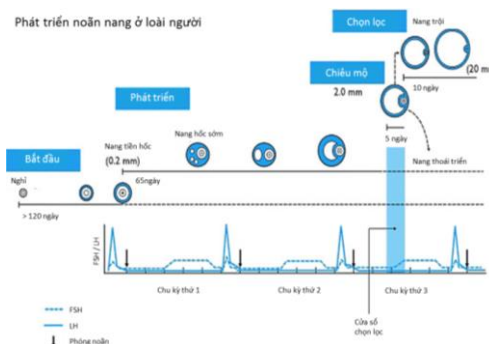 Phát triển noãn nang ở loài người
Chọn lọc
Nang trội
(20 m
Chiêu mộ
2.0 mm
10 ngày
Phát triển
5 ngày
Nang hốc sớm
Nang tiền hốc
(0.2 mm)
Bắt đầu
Nang thoái triển
Nghỉ
65ngày
> 120 ngày
FSH / LH
Chu kỳ thứ 1
Chu kỳ thứ 2
Chu kỳ thứ 3
Cửa sổ
chọn lọc
FSH
LH
Phóng noãn